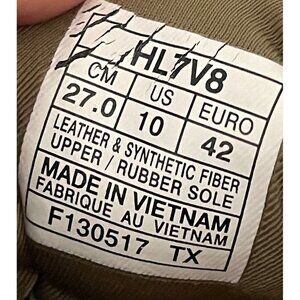 HL7V8
CM US EURO
27.0 10 42
LEATHER & SYNTHETIC FIBER
UPPER / RUBBER SOLE
MADE IN VIETNAM
FABRIQUE AU VIETNAM
F130517 TX